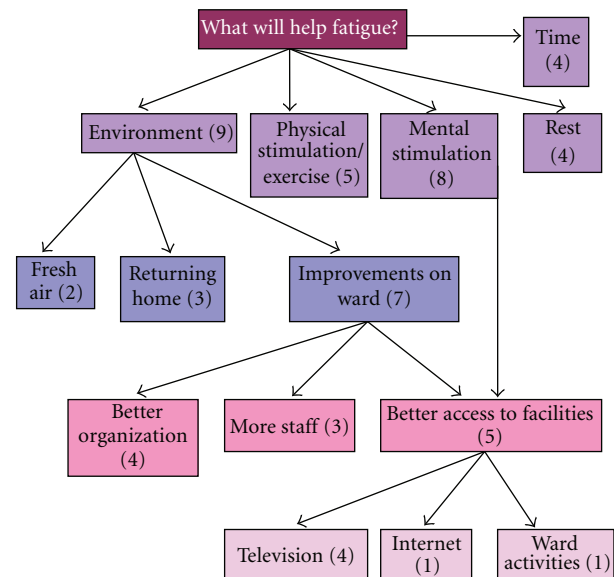 What will help fatigue?
Time
(4)
Environment (9)
Physical
stimulation/
exercise (5)
Mental
stimulation
(8)
Rest
(4)
Fresh
air (2)
Returning
home (3)
Improvements on
ward (7)
Better
organization
(4)
More staff (3)
Better access to facilities
(5)
Television (4)
Internet
(1)
Ward
activities (1)